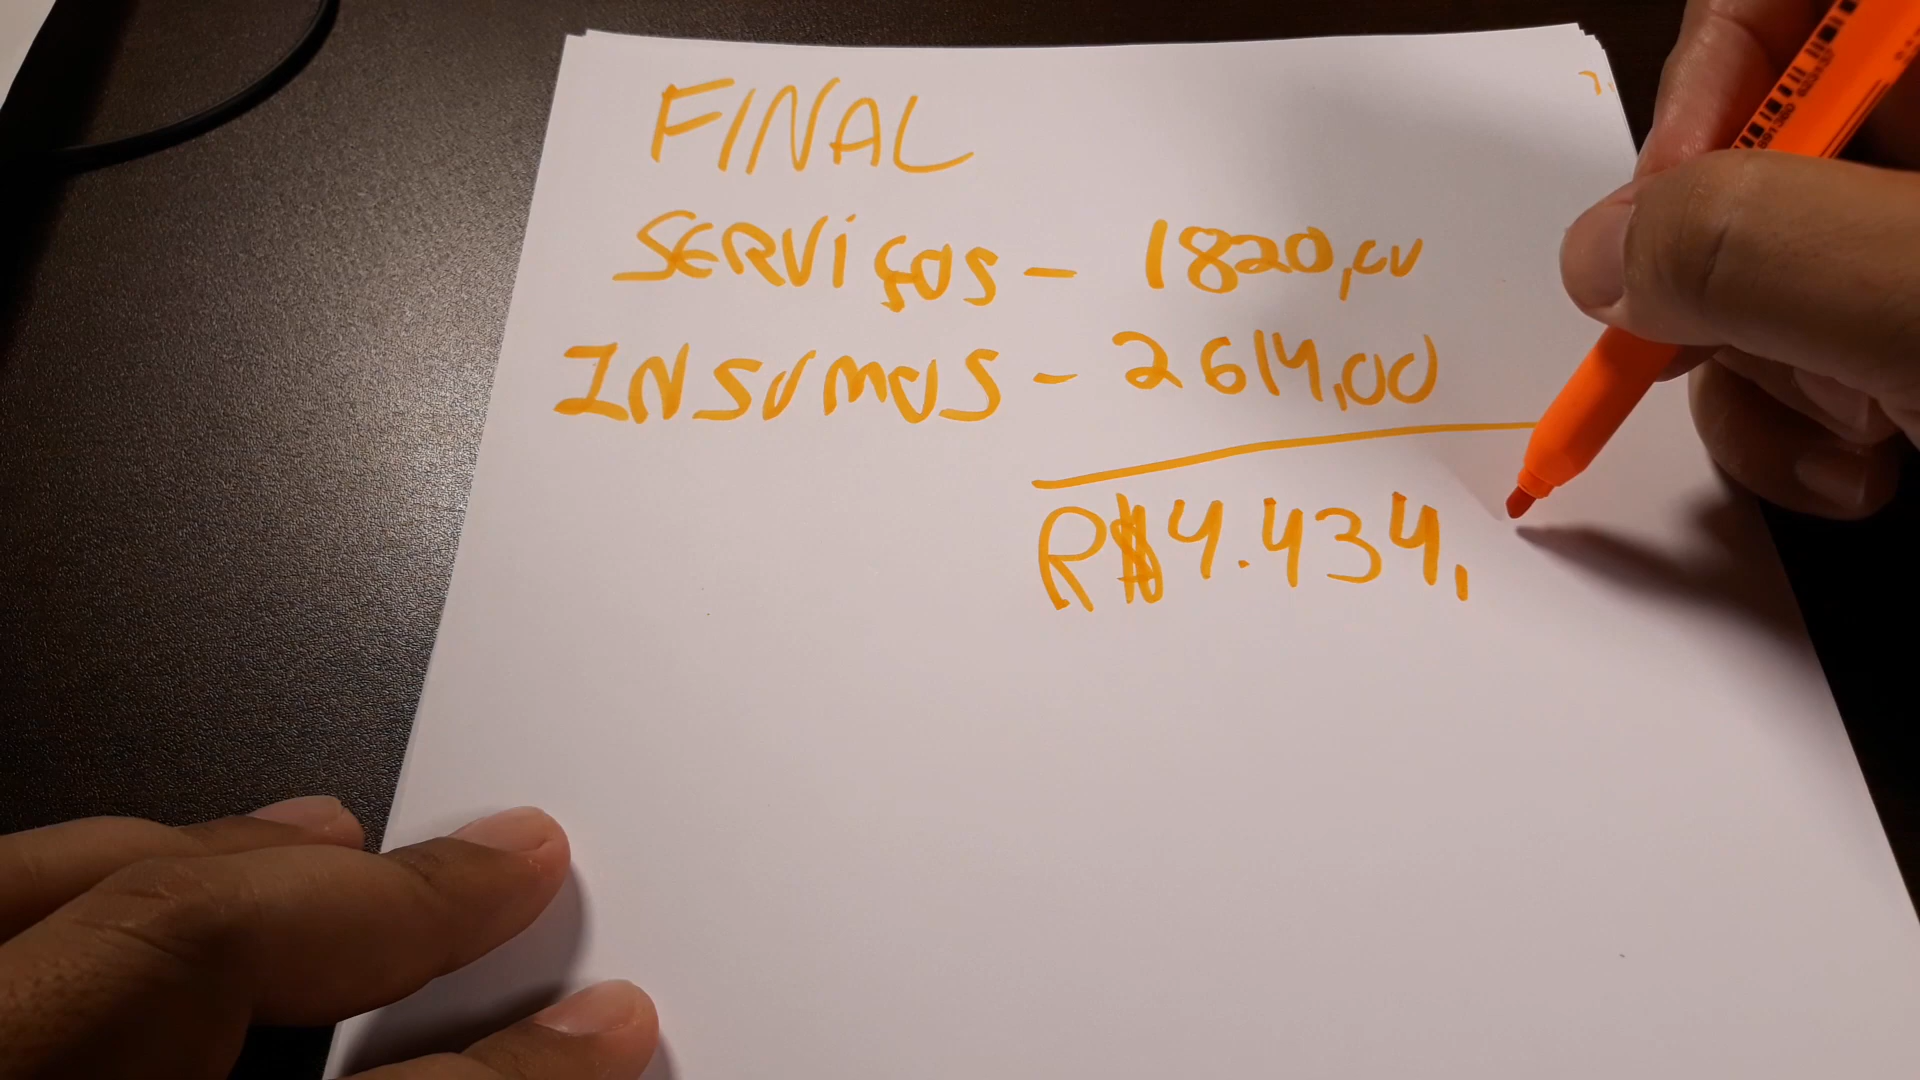 FINAL
SERVIÇOS - 1820,00
INSUMOS - 2614,00
R$4.434,